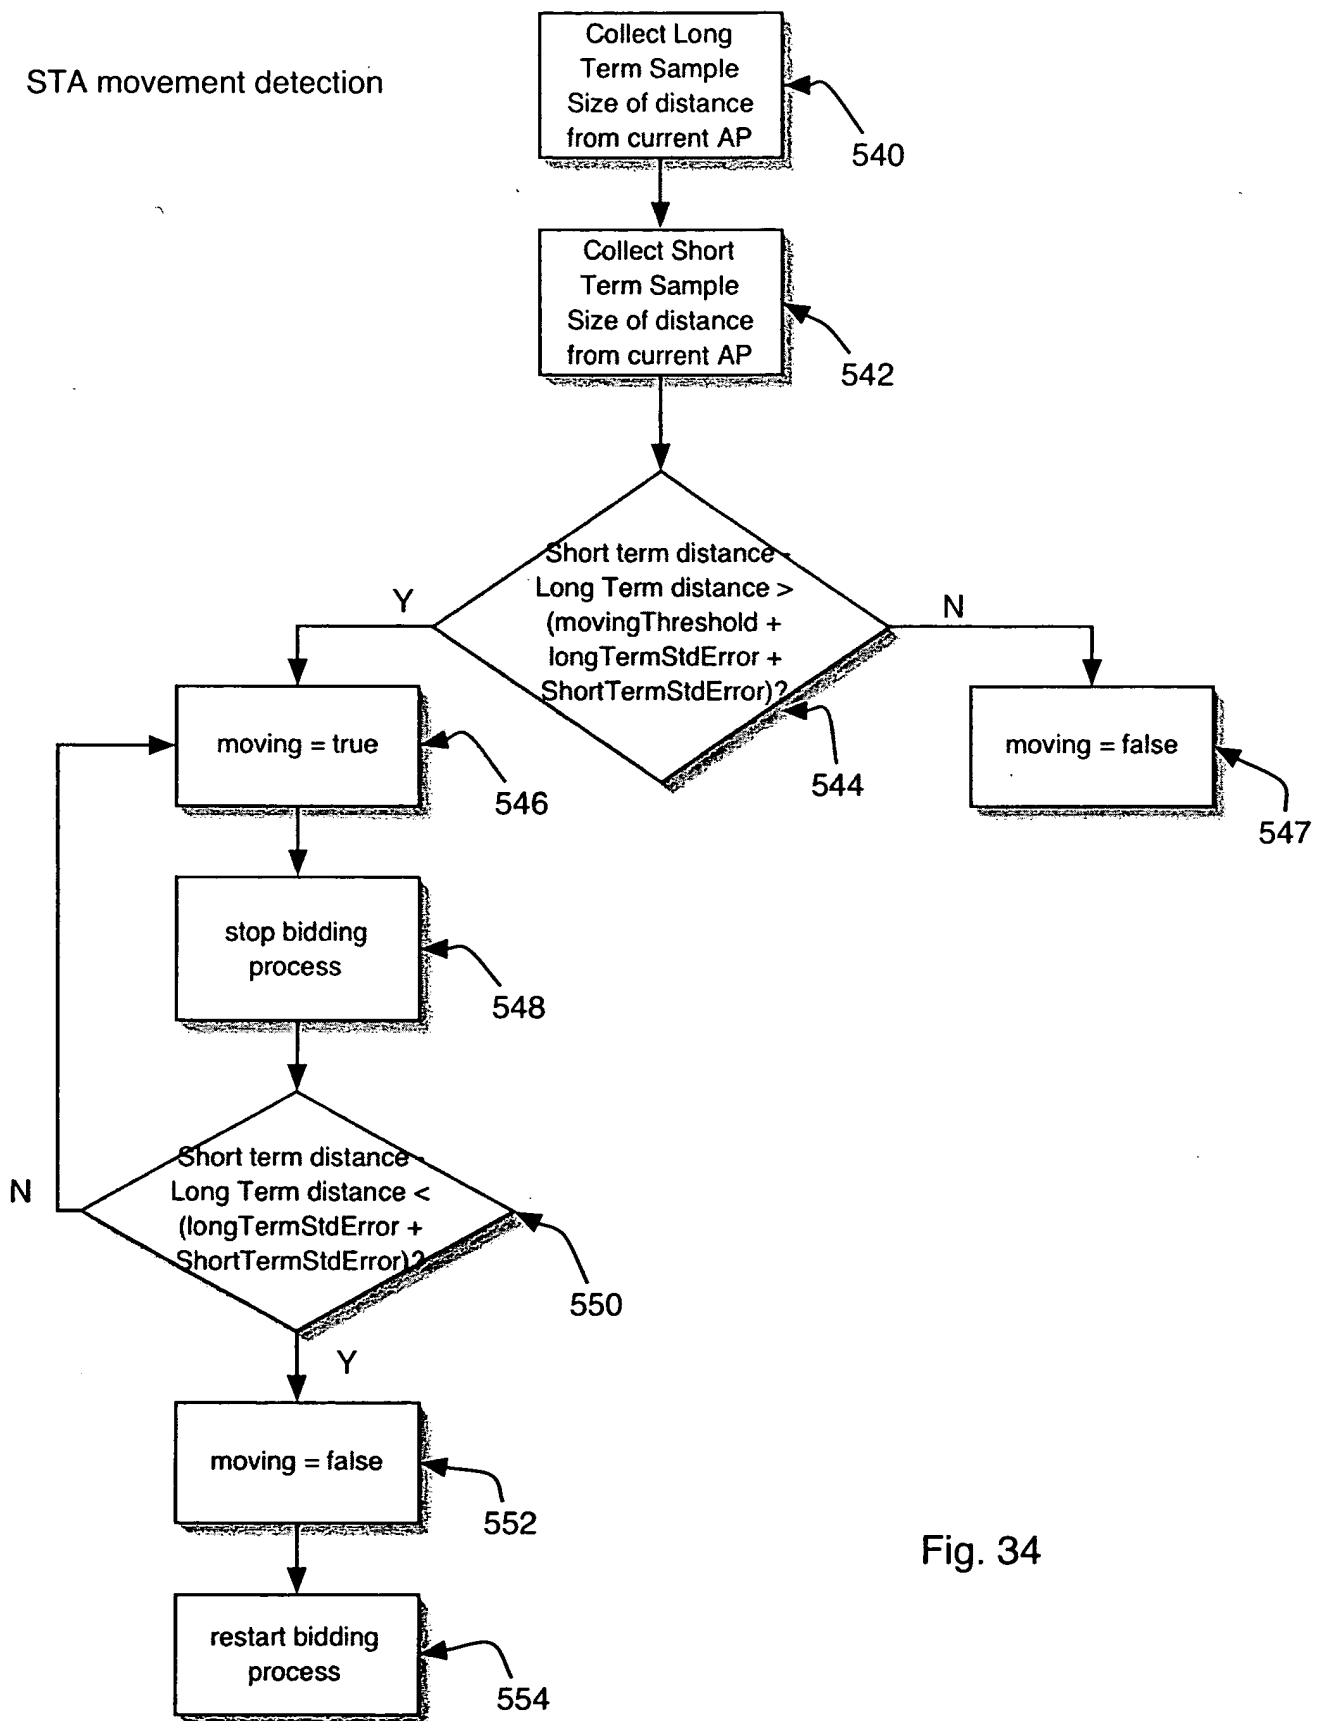 STA movement detection
Collect Long
Term Sample
Size of distance
from current AP
540
Collect Short
Term Sample
Size of distance
from current AP
542
Short term distance -
Long Term distance >
(movingThreshold +
longTermStdError +
ShortTermStdError)?
Y
N
544
moving = true
546
moving = false
547
stop bidding
process
548
Short term distance -
Long Term distance <
(longTermStdError +
ShortTermStdError)?
N
550
Y
moving = false
552
Fig. 34
restart bidding
process
554